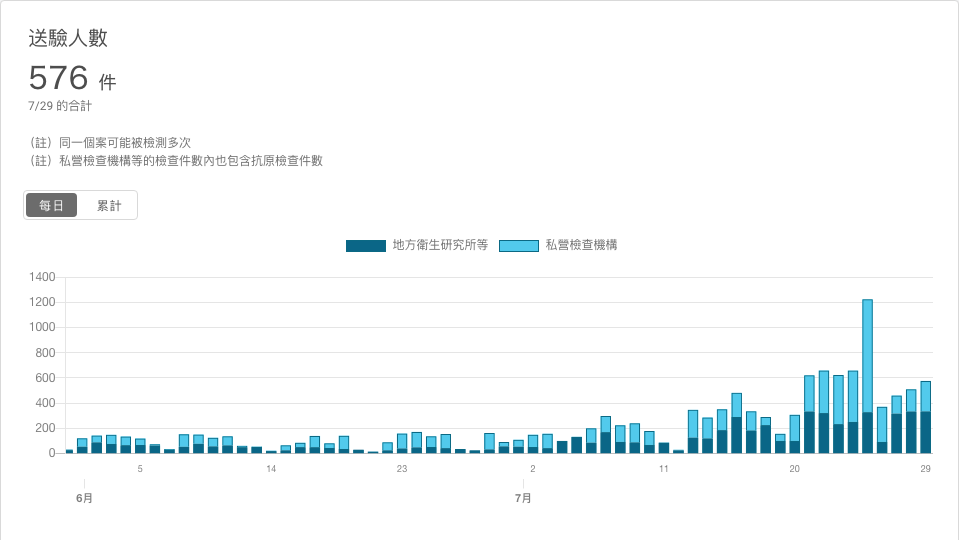 送驗人數
576 件
7/29 的合計
（註）同一個案可能被檢測多次
（註）私營檢查機構等的檢查件數內也包含抗原檢查件數
每日 累計
地方衛生研究所等 私營檢查機構
1400
1200
1000
800
600
400
200
0
5 14 23 2 11 20 29
6月 7月